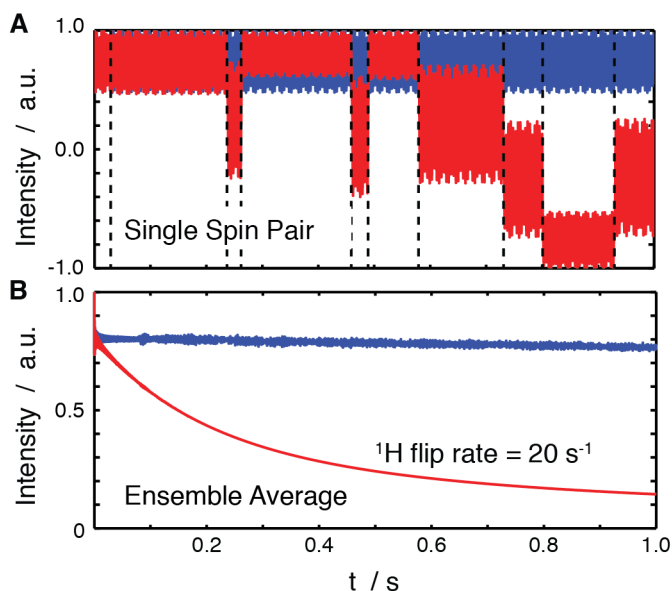 A
1.0
0.0
-1.0
Intensity / a.u.
Single Spin Pair
B
1.0
0.5
0
Intensity / a.u.
¹H flip rate = 20 s⁻¹
Ensemble Average
0.2 0.4 0.6 0.8 1.0
t / s